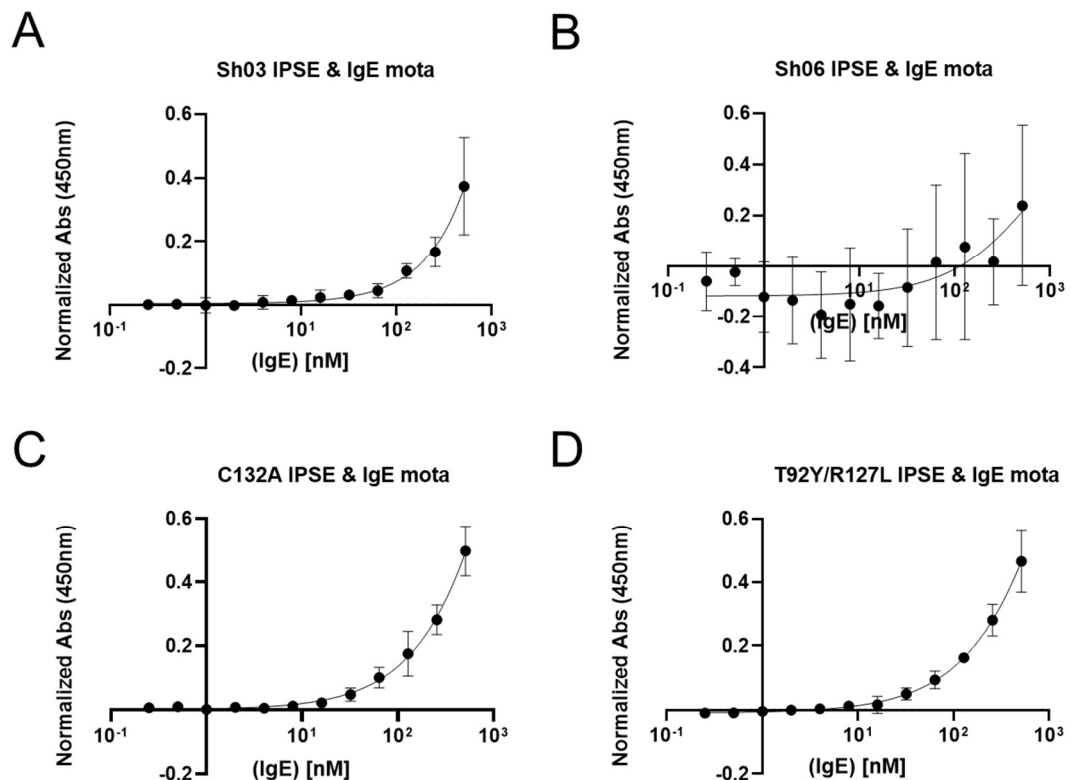 A
Sh03 IPSE & IgE mota
Normalized Abs (450nm)
0.6
0.4
0.2
-0.2
10-1
10¹
10²
10³
(IgE) [nM]
B
Sh06 IPSE & IgE mota
Normalized Abs (450nm)
0.6
0.4
0.2
-0.2
-0.4
10-1
10¹
10²
10³
(IgE) [nM]
C
C132A IPSE & IgE mota
Normalized Abs (450nm)
0.6
0.4
0.2
-0.2
10-1
10¹
10²
10³
(IgE) [nM]
D
T92Y/R127L IPSE & IgE mota
Normalized Abs (450nm)
0.6
0.4
0.2
-0.2
10-1
10¹
10²
10³
(IgE) [nM]